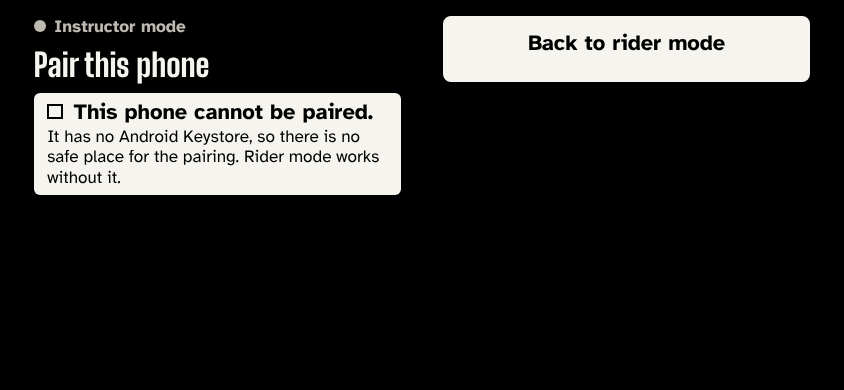 Instructor mode
Pair this phone
This phone cannot be paired.
It has no Android Keystore, so there is no
safe place for the pairing. Rider mode works
without it.
Back to rider mode